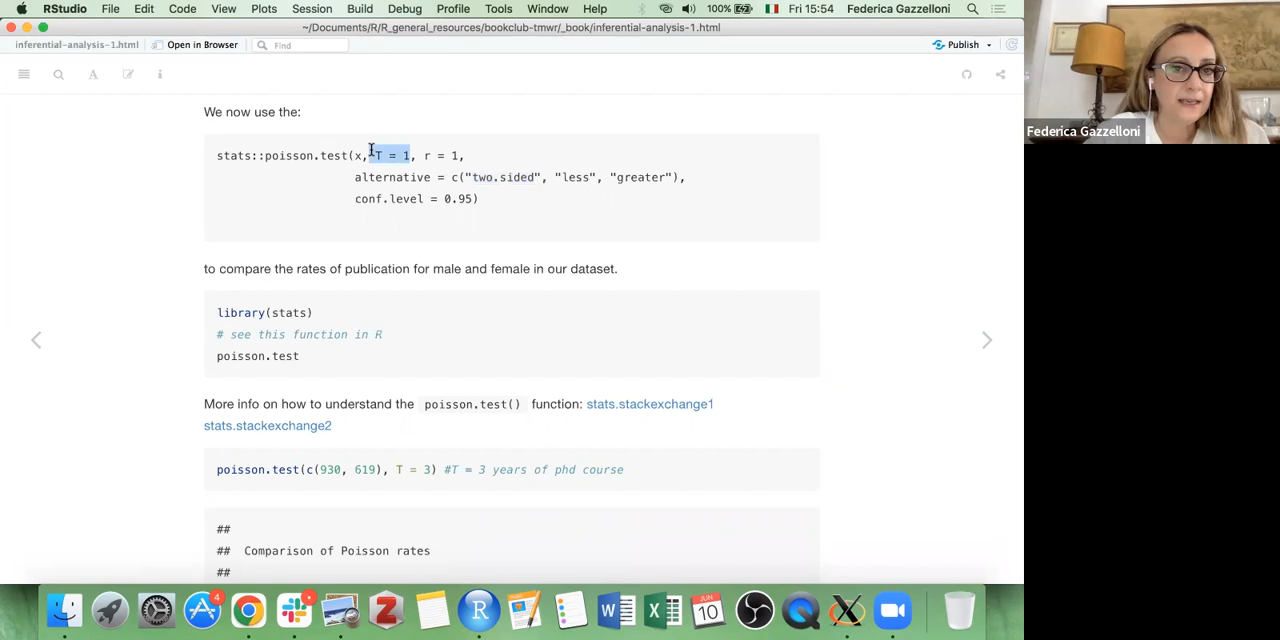 RStudio File Edit Code View Plots Session Build Debug Profile Tools Window Help 100% Fri 15:54 Federica Gazzelloni
~/Documents/R/R_general_resources/bookclub-tmwr/_book/inferential-analysis-1.html
inferential-analysis-1.html Open in Browser Find Publish
We now use the:
stats::poisson.test(x, T = 1, r = 1,
alternative = c("two.sided", "less", "greater"),
conf.level = 0.95)
to compare the rates of publication for male and female in our dataset.
library(stats)
# see this function in R
poisson.test
More info on how to understand the poisson.test() function: stats.stackexchange1
stats.stackexchange2
poisson.test(c(930, 619), T = 3) #T = 3 years of phd course
##
## Comparison of Poisson rates
##
Federica Gazzelloni
4
JUN
10